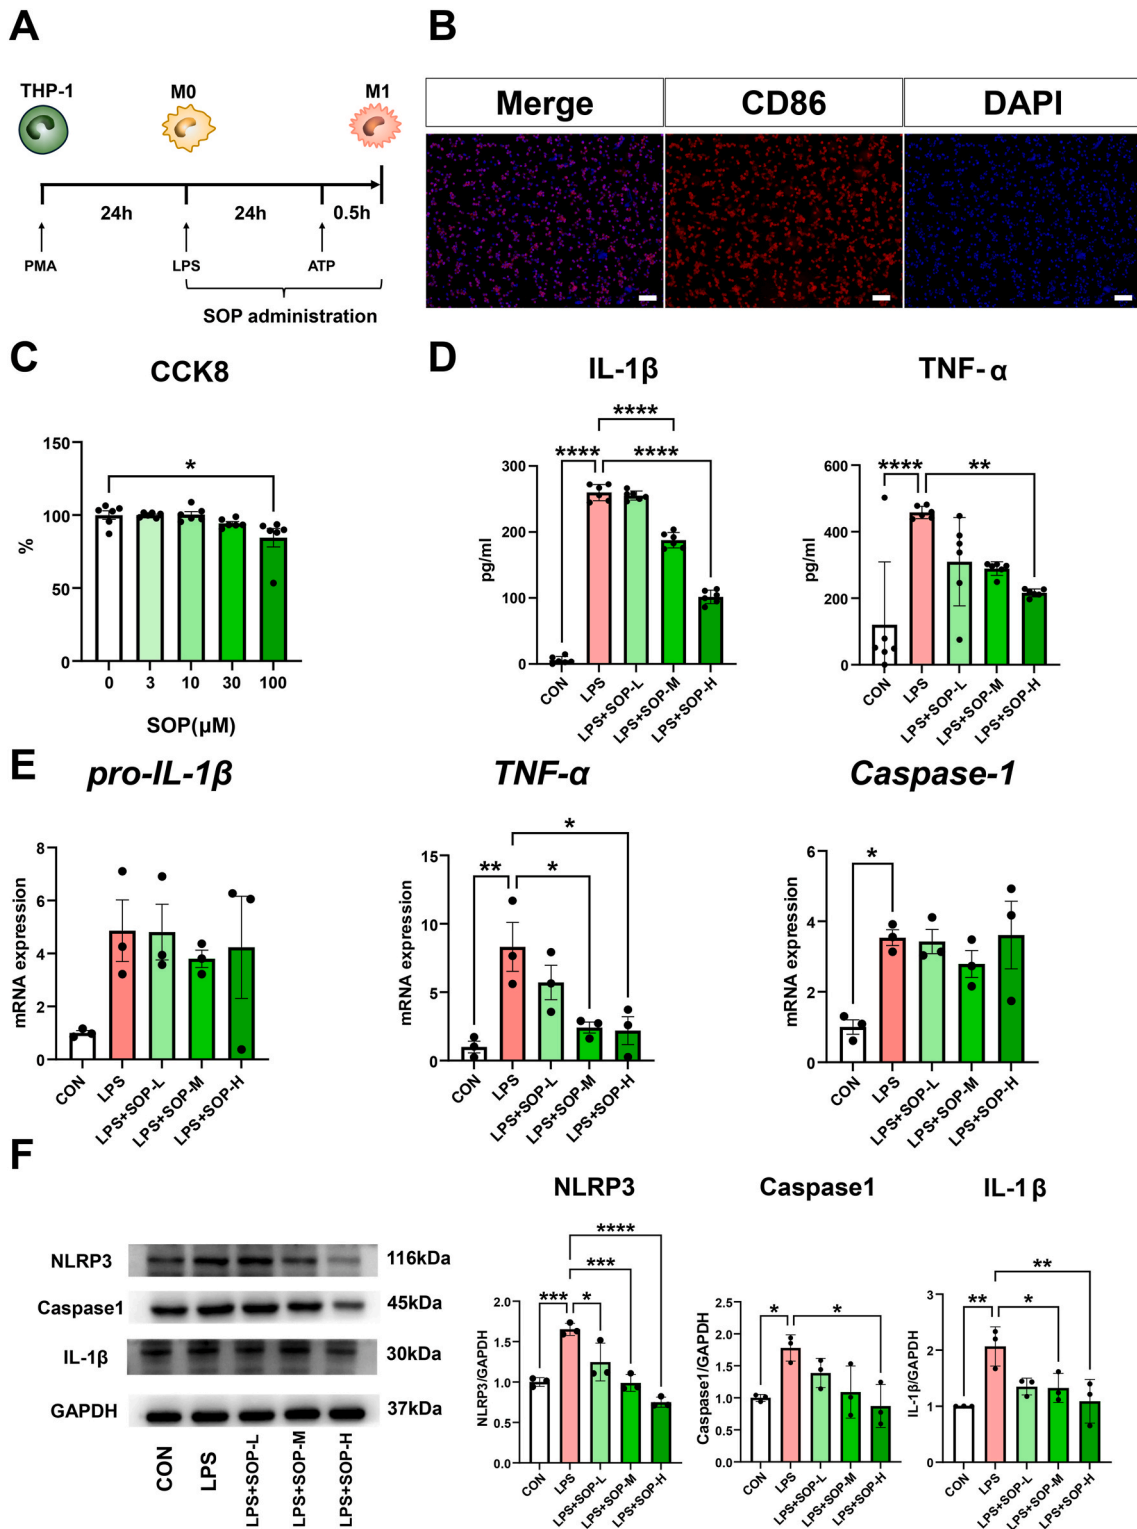 A
THP-1
M0
M1
24h
24h
0.5h
PMA
LPS
ATP
SOP administration
B
Merge
CD86
DAPI
C
CCK8
150
100
50
0
%
0
3
10
30
100
SOP(μM)
*
D
IL-1β
****
****
****
300
200
100
0
pg/ml
CON
LPS
LPS+SOP-L
LPS+SOP-M
LPS+SOP-H
TNF-α
****
**
600
400
200
0
pg/ml
CON
LPS
LPS+SOP-L
LPS+SOP-M
LPS+SOP-H
E
pro-IL-1β
8
6
4
2
0
mRNA expression
CON
LPS
LPS+SOP-L
LPS+SOP-M
LPS+SOP-H
TNF-α
*
**
*
15
10
5
0
mRNA expression
CON
LPS
LPS+SOP-L
LPS+SOP-M
LPS+SOP-H
Caspase-1
*
6
4
2
0
mRNA expression
CON
LPS
LPS+SOP-L
LPS+SOP-M
LPS+SOP-H
F
NLRP3
116kDa
Caspase1
45kDa
IL-1β
30kDa
GAPDH
37kDa
CON
LPS
LPS+SOP-L
LPS+SOP-M
LPS+SOP-H
NLRP3
****
***
***
*
2.0
1.5
1.0
0.5
0.0
NLRP3/GAPDH
CON
LPS
LPS+SOP-L
LPS+SOP-M
LPS+SOP-H
Caspase1
*
*
2.5
2.0
1.5
1.0
0.5
0.0
Caspase1/GAPDH
CON
LPS
LPS+SOP-L
LPS+SOP-M
LPS+SOP-H
IL-1β
**
**
*
3
2
1
0
IL-1β/GAPDH
CON
LPS
LPS+SOP-L
LPS+SOP-M
LPS+SOP-H